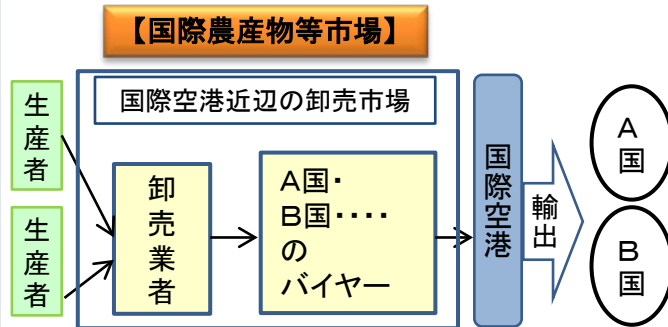 【国際農産物等市場】
国際空港近辺の卸売市場
生産者
生産者
卸売業者
A国・
B国・・・・
の
バイヤー
国際空港
輸出
A
国
B
国